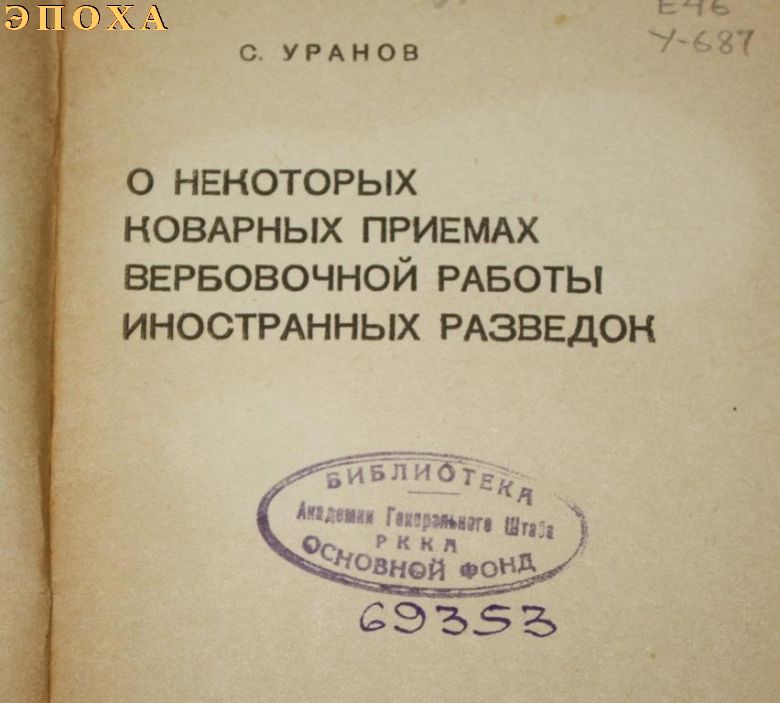 ЭПОХА
Е46
У-687
С. УРАНОВ
О НЕКОТОРЫХ
КОВАРНЫХ ПРИЕМАХ
ВЕРБОВОЧНОЙ РАБОТЫ
ИНОСТРАННЫХ РАЗВЕДОК
БИБЛИОТЕКА
Академии Генерального Штаба
РККА
ОСНОВНОЙ ФОНД
69353